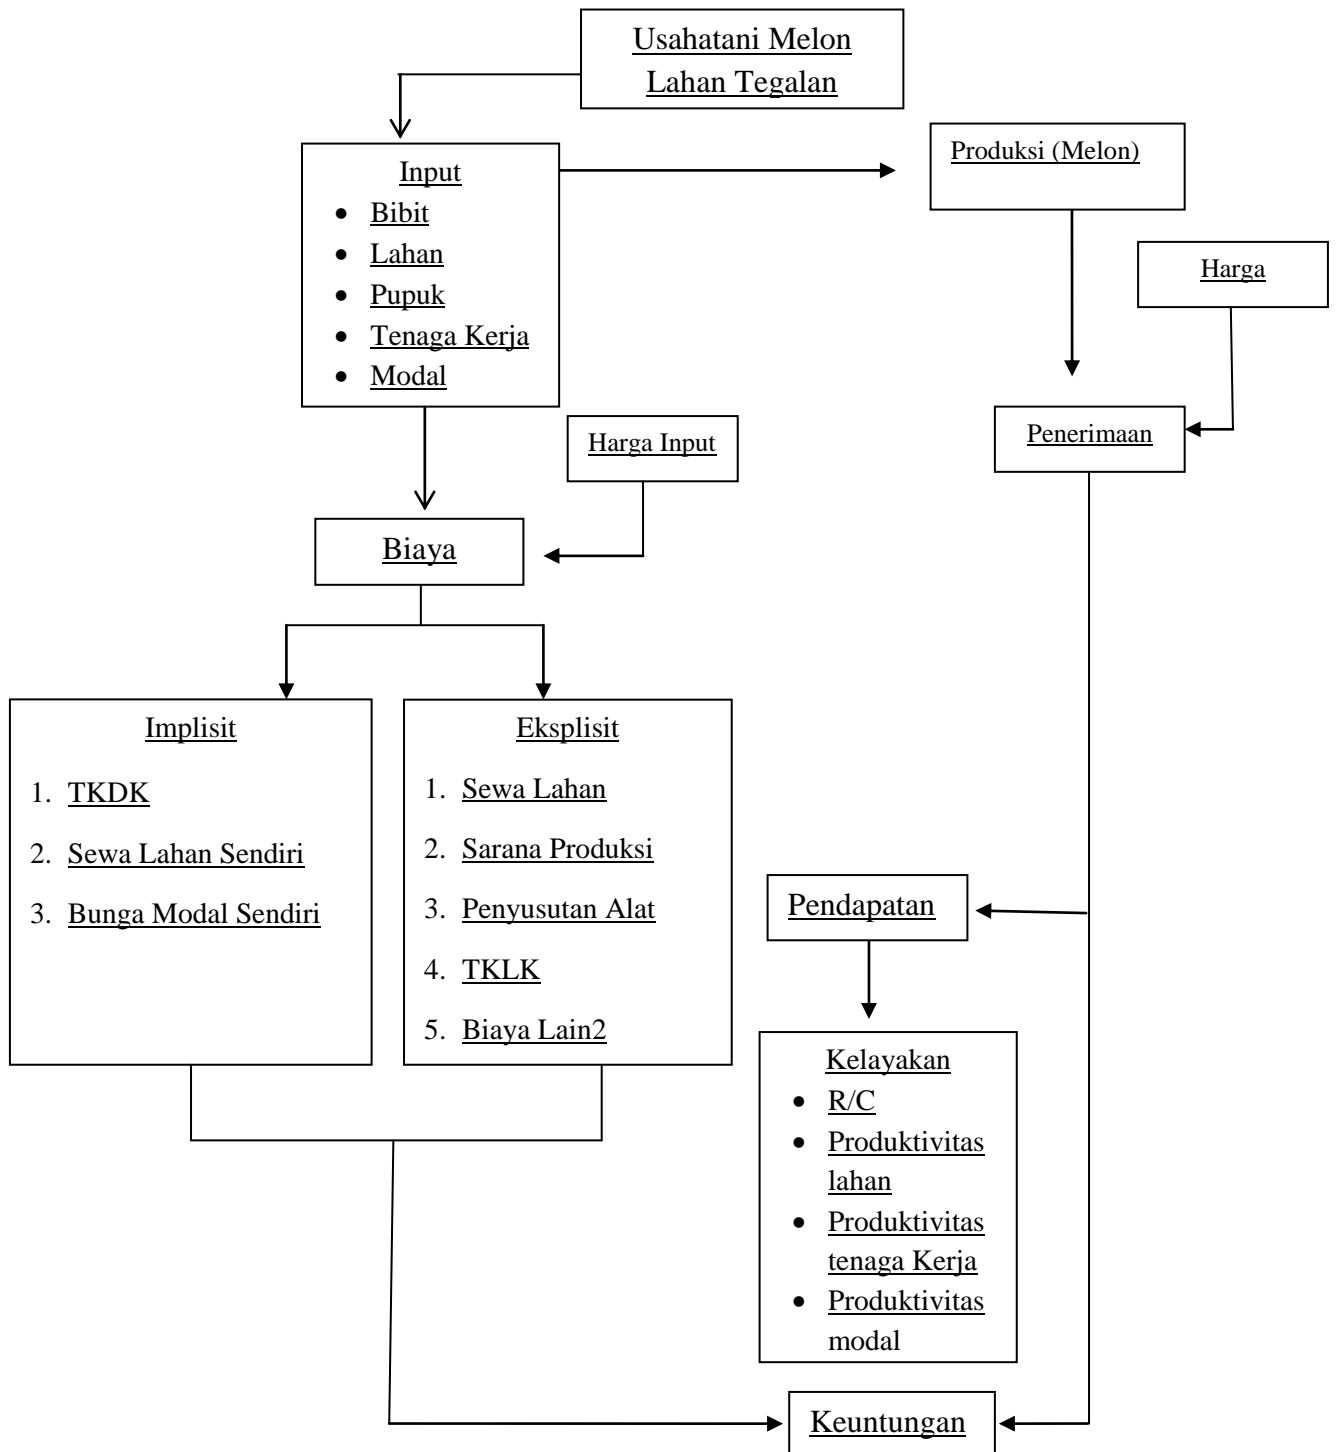 Usahatani Melon
Lahan Tegalan
Produksi (Melon)
Input
• Bibit
• Lahan
• Pupuk
• Tenaga Kerja
• Modal
Harga
Harga Input
Penerimaan
Biaya
Implisit
1. TKDK
2. Sewa Lahan Sendiri
3. Bunga Modal Sendiri
Eksplisit
1. Sewa Lahan
2. Sarana Produksi
3. Penyusutan Alat
4. TKLK
5. Biaya Lain2
Pendapatan
Kelayakan
• R/C
• Produktivitas
lahan
• Produktivitas
tenaga Kerja
• Produktivitas
modal
Keuntungan